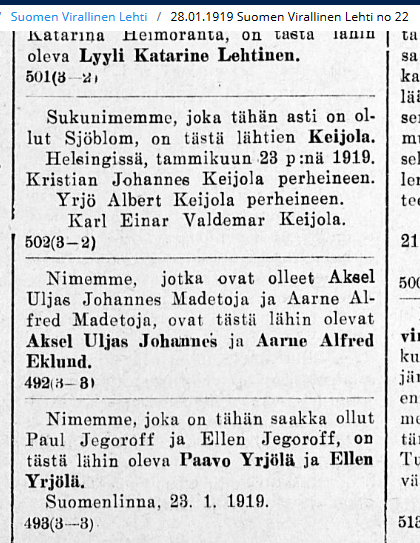 Suomen Virallinen Lehti / 28.01.1919 Suomen Virallinen Lehti no 22
Katarina Heimoranta, on tästä lähin
oleva Lyyli Katarine Lehtinen.
501(3—2)
Sukunimemme, joka tähän asti on ol-
lut Sjöblom, on tästä lähtien Keijola.
Helsingissä, tammikuun 23 p:nä 1919.
Kristian Johannes Keijola perheineen.
Yrjö Albert Keijola perheineen.
Karl Einar Valdemar Keijola.
502(3—2)
Nimemme, jotka ovat olleet Aksel
Uljas Johannes Madetoja ja Aarne Al-
fred Madetoja, ovat tästä lähin olevat
Aksel Uljas Johannes ja Aarne Alfred
Eklund.
492(3—3)
Nimemme, joka on tähän saakka ollut
Paul Jegoroff ja Ellen Jegoroff, on
tästä lähin oleva Paavo Yrjölä ja Ellen
Yrjölä.
Suomenlinna, 23. 1. 1919.
493(3—3)